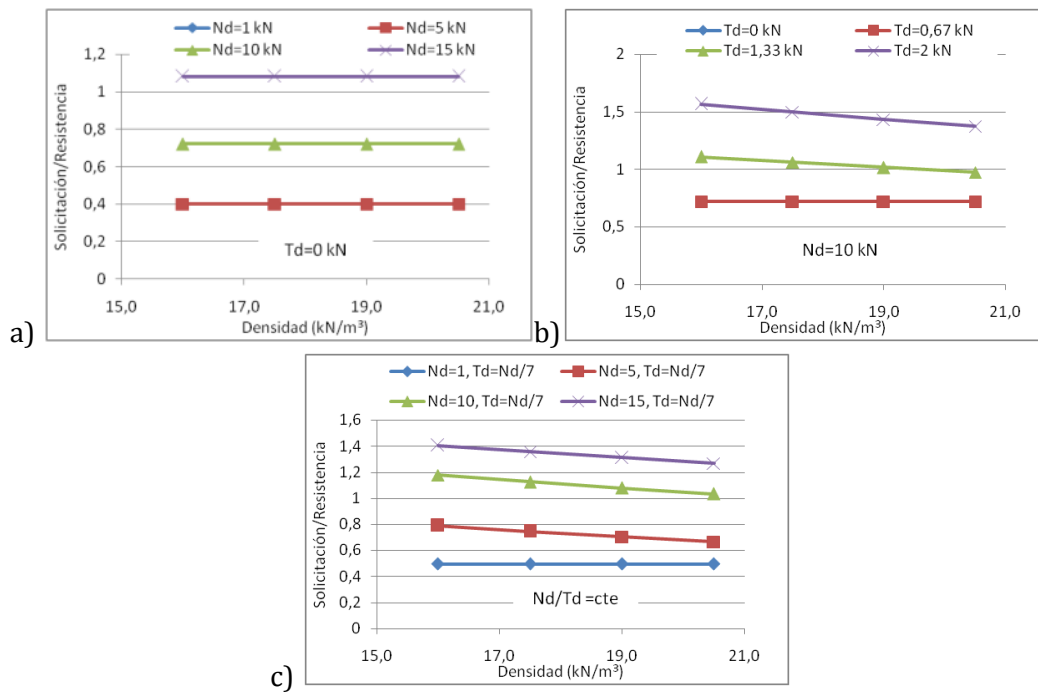 Nd=1 kN Nd=5 kN
Nd=10 kN Nd=15 kN
1,2
1
0,8
0,6
0,4
0,2
0
Solicitación/Resistencia
Td=0 kN
15,0 17,0 19,0 21,0
Densidad (kN/m³)
a)
Td=0 kN Td=0,67 kN
Td=1,33 kN Td=2 kN
2
1,5
1
0,5
0
Solicitación/Resistencia
Nd=10 kN
15,0 17,0 19,0 21,0
Densidad (kN/m³)
b)
Nd=1, Td=Nd/7 Nd=5, Td=Nd/7
Nd=10, Td=Nd/7 Nd=15, Td=Nd/7
1,6
1,4
1,2
1
0,8
0,6
0,4
0,2
0
Solicitación/Resistencia
Nd/Td =cte
15,0 17,0 19,0 21,0
Densidad (kN/m³)
c)